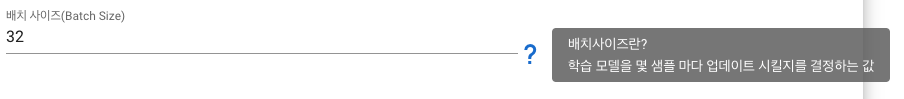 배치 사이즈(Batch Size)
32
?
배치사이즈란?
학습 모델을 몇 샘플 마다 업데이트 시킬지를 결정하는 값